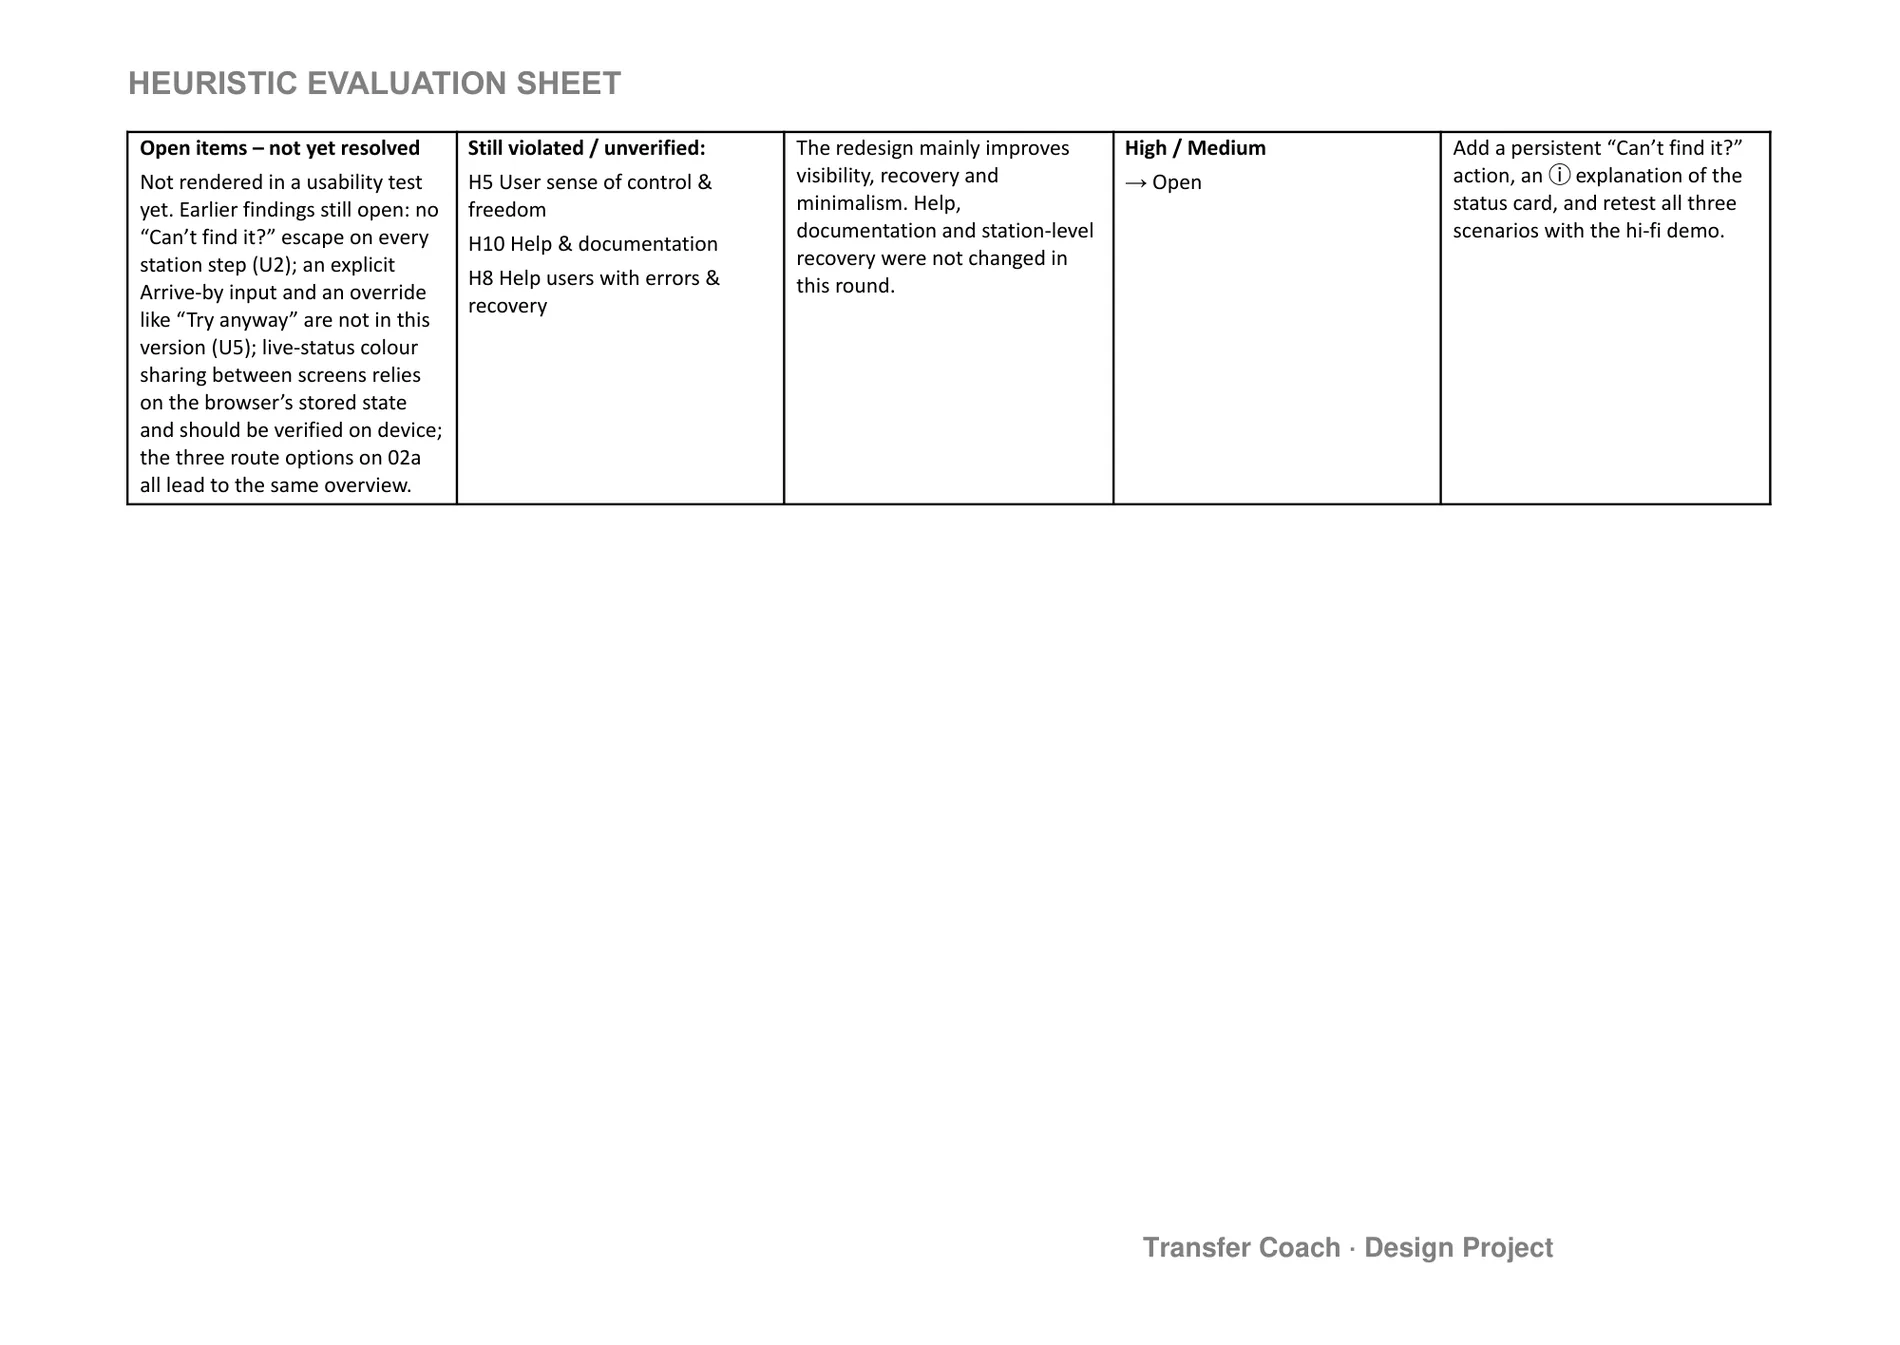 HEURISTIC EVALUATION SHEET
Open items – not yet resolved
Not rendered in a usability test
yet. Earlier findings still open: no
“Can’t find it?” escape on every
station step (U2); an explicit
Arrive-by input and an override
like “Try anyway” are not in this
version (U5); live-status colour
sharing between screens relies
on the browser’s stored state
and should be verified on device;
the three route options on 02a
all lead to the same overview.
Still violated / unverified:
H5 User sense of control &
freedom
H10 Help & documentation
H8 Help users with errors &
recovery
The redesign mainly improves
visibility, recovery and
minimalism. Help,
documentation and station-level
recovery were not changed in
this round.
High / Medium
→ Open
Add a persistent “Can’t find it?”
action, an ⓘ explanation of the
status card, and retest all three
scenarios with the hi-fi demo.
Transfer Coach · Design Project